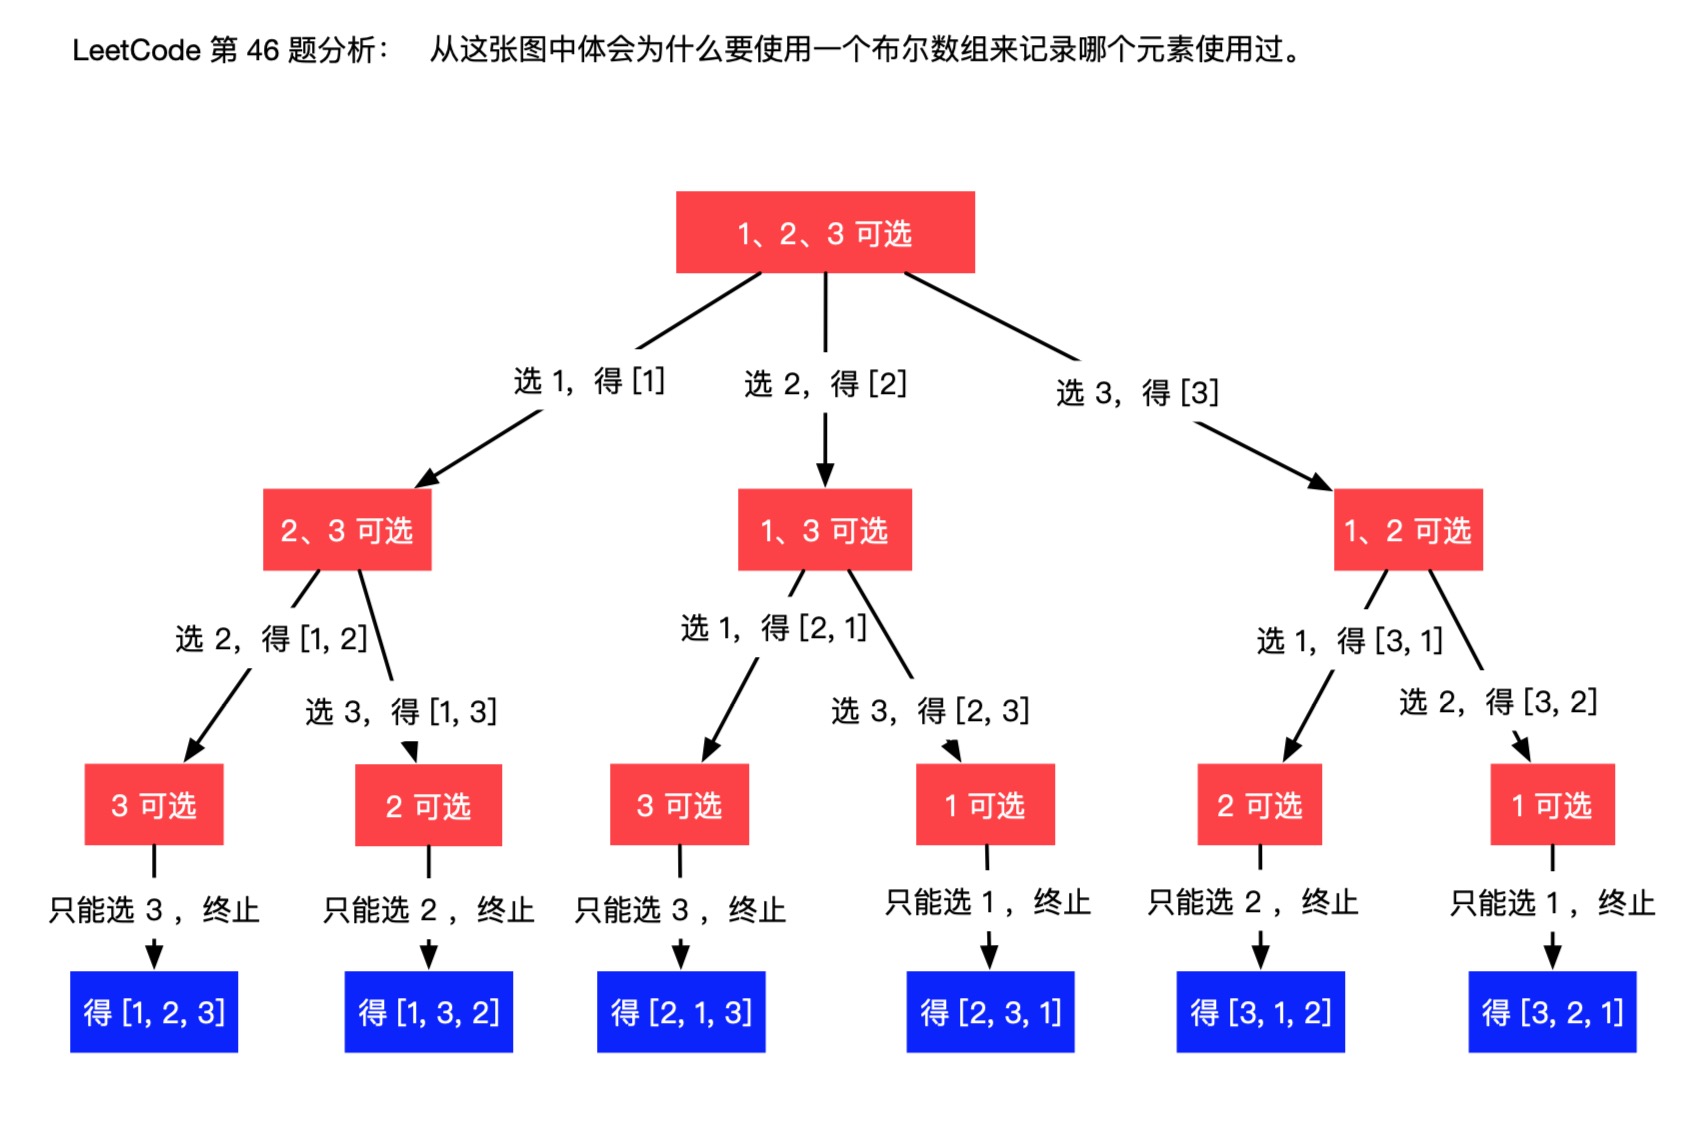 LeetCode 第 46 题分析： 从这张图中体会为什么要使用一个布尔数组来记录哪个元素使用过。
1、2、3 可选
选 1，得 [1]
选 2，得 [2]
选 3，得 [3]
2、3 可选
1、3 可选
1、2 可选
选 2，得 [1, 2]
选 3，得 [1, 3]
选 1，得 [2, 1]
选 3，得 [2, 3]
选 1，得 [3, 1]
选 2，得 [3, 2]
3 可选
2 可选
3 可选
1 可选
2 可选
1 可选
只能选 3 ，终止
只能选 2 ，终止
只能选 3 ，终止
只能选 1 ，终止
只能选 2 ，终止
只能选 1 ，终止
得 [1, 2, 3]
得 [1, 3, 2]
得 [2, 1, 3]
得 [2, 3, 1]
得 [3, 1, 2]
得 [3, 2, 1]